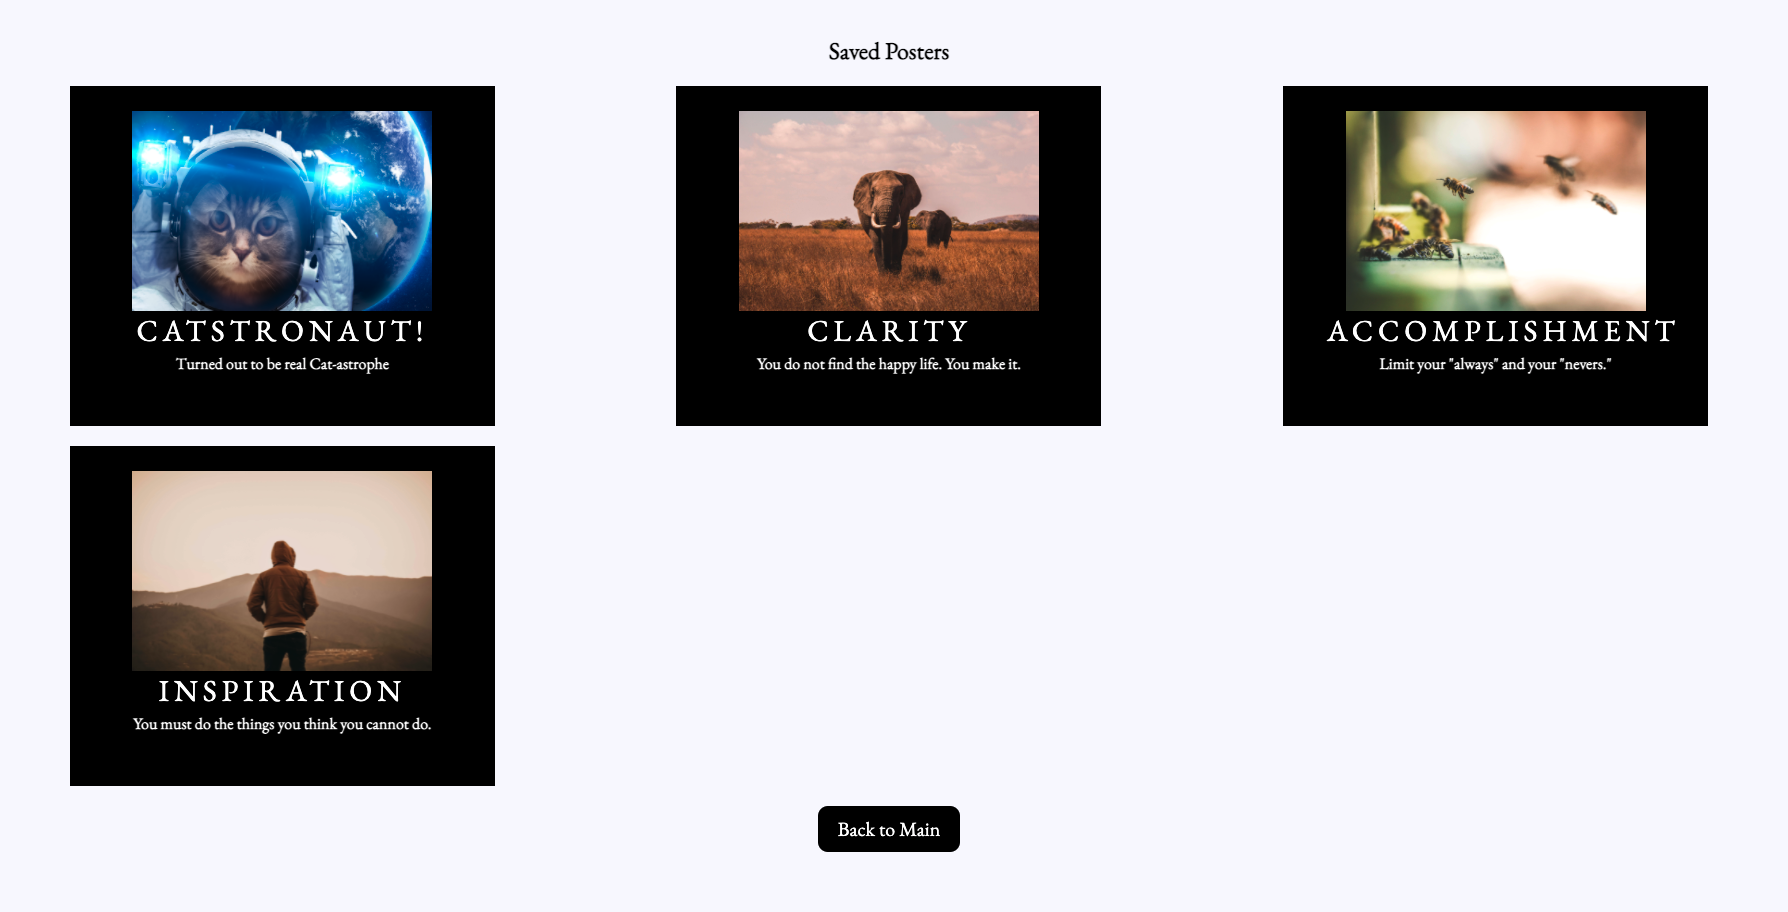 Saved Posters
CATSTRONAUT!
Turned out to be real Cat-astrophe
CLARITY
You do not find the happy life. You make it.
ACCOMPLISHMENT
Limit your "always" and your "nevers."
INSPIRATION
You must do the things you think you cannot do.
Back to Main